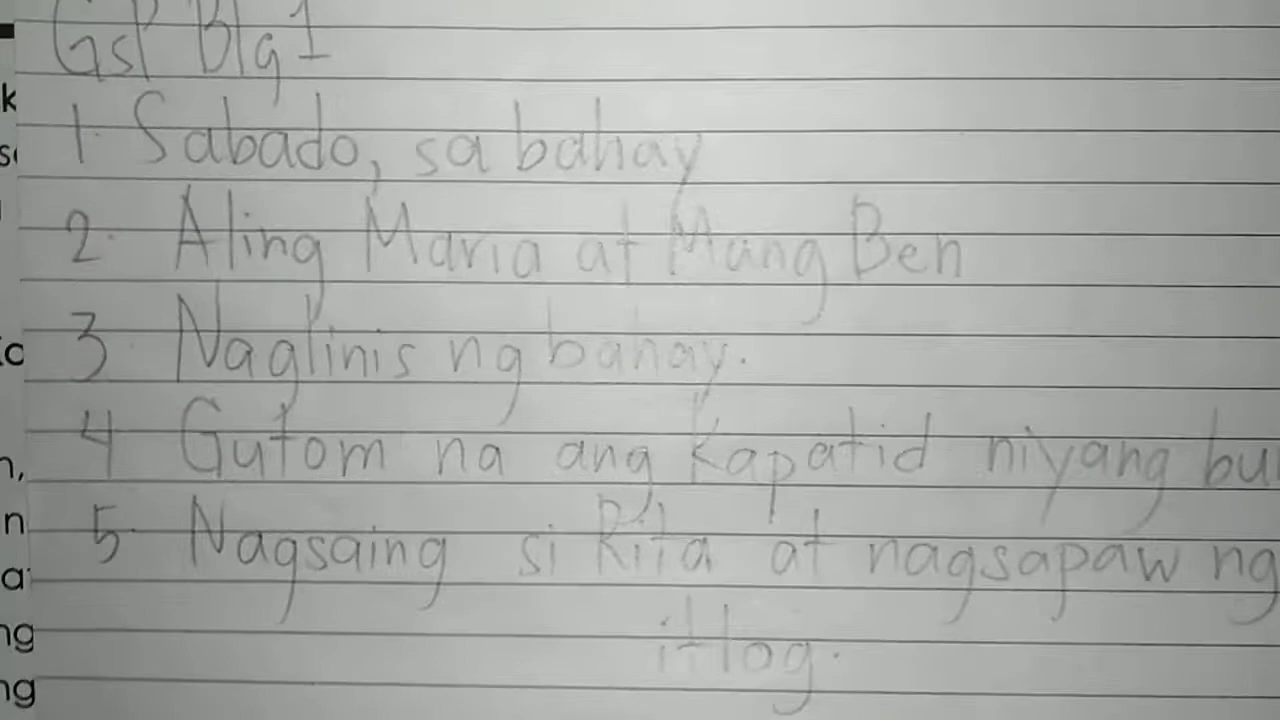 Gsp Blg 1
1. Sabado, sa bahay
2. Aling Maria at Mang Ben
3. Naglinis ng bahay.
4 Gutom na ang kapatid niyang
5. Nagsaing si Rita at nagsapaw ng
itlog.